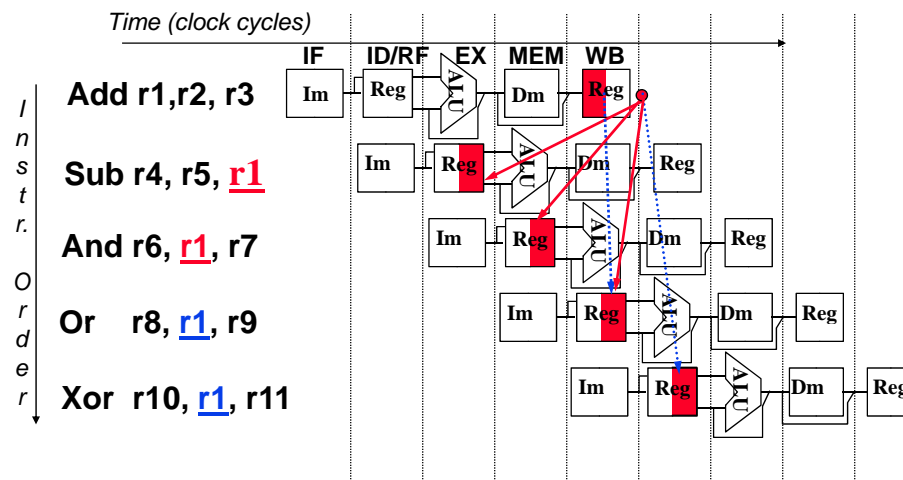 Time (clock cycles)
IF ID/RF EX MEM WB
Instr. Order
Add r1,r2, r3
Im Reg ALU Dm Reg
Sub r4, r5, r1
Im Reg ALU Dm Reg
And r6, r1, r7
Im Reg ALU Dm Reg
Or r8, r1, r9
Im Reg ALU Dm Reg
Xor r10, r1, r11
Im Reg ALU Dm Reg